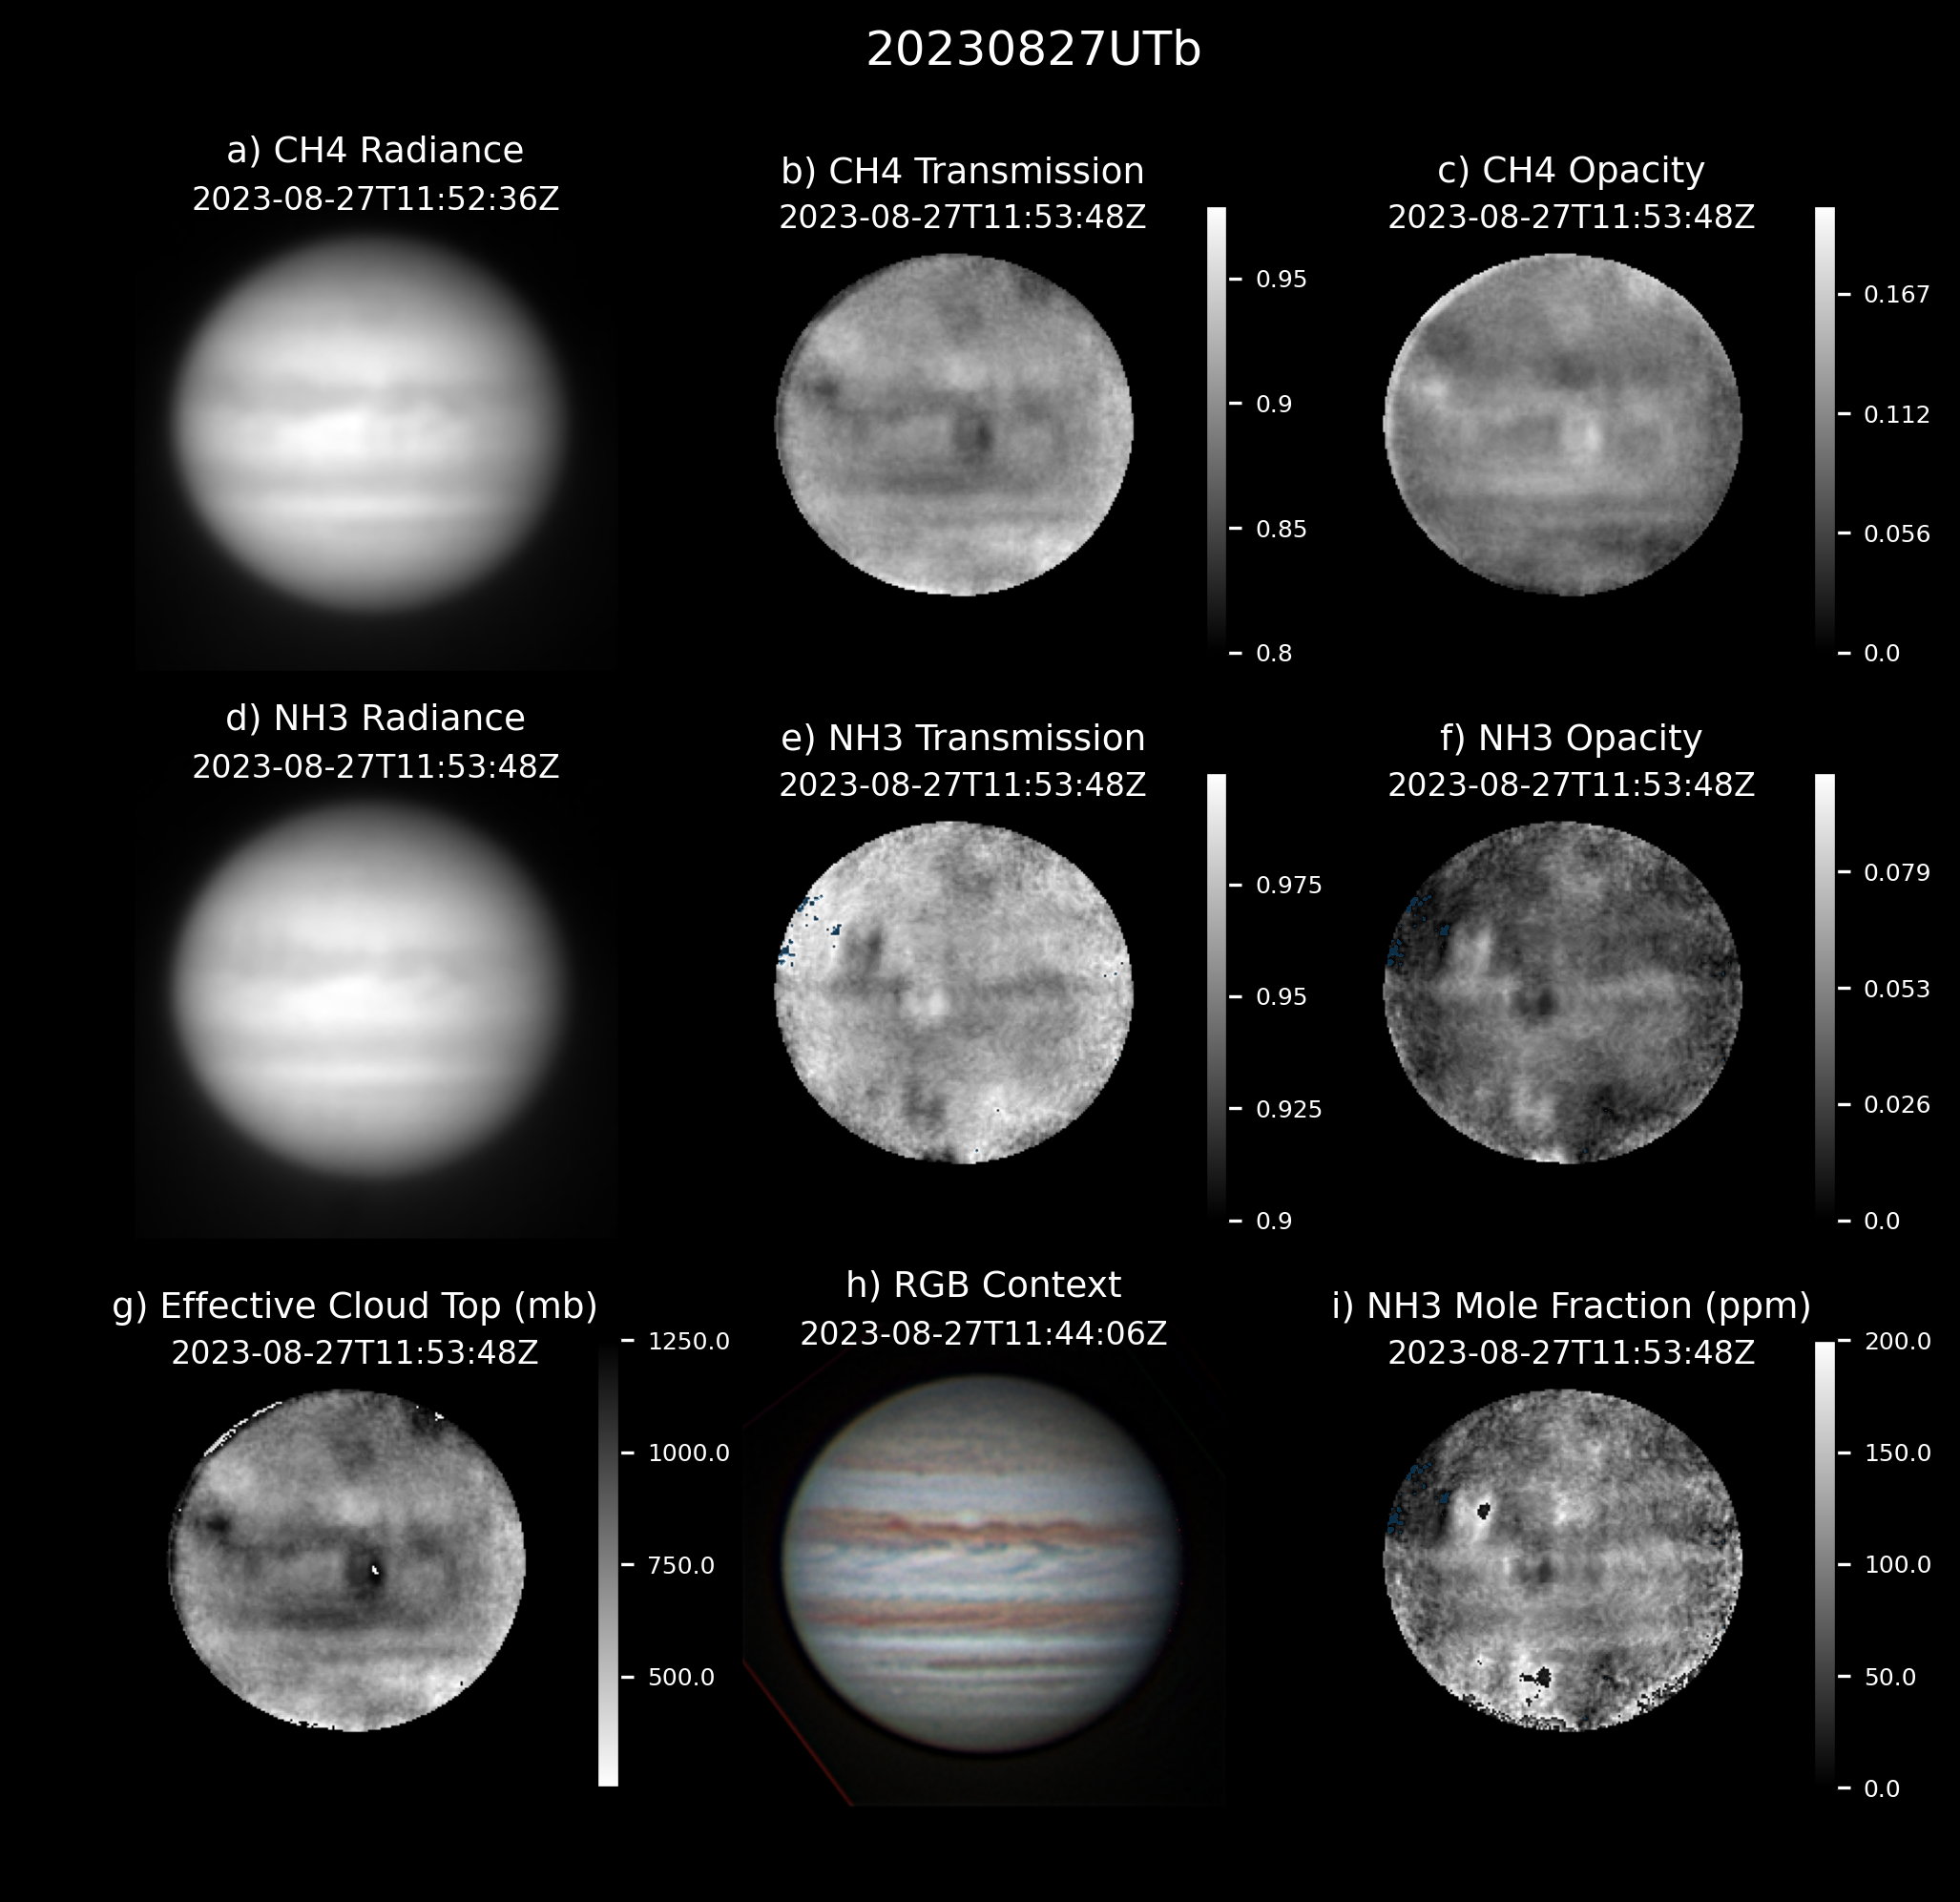 20230827UTb
a) CH4 Radiance
2023-08-27T11:52:36Z
b) CH4 Transmission
2023-08-27T11:53:48Z
0.95
0.9
0.85
0.8
c) CH4 Opacity
2023-08-27T11:53:48Z
0.167
0.112
0.056
0.0
d) NH3 Radiance
2023-08-27T11:53:48Z
e) NH3 Transmission
2023-08-27T11:53:48Z
0.975
0.95
0.925
0.9
f) NH3 Opacity
2023-08-27T11:53:48Z
0.079
0.053
0.026
0.0
g) Effective Cloud Top (mb)
2023-08-27T11:53:48Z
1250.0
1000.0
750.0
500.0
h) RGB Context
2023-08-27T11:44:06Z
i) NH3 Mole Fraction (ppm)
2023-08-27T11:53:48Z
200.0
150.0
100.0
50.0
0.0